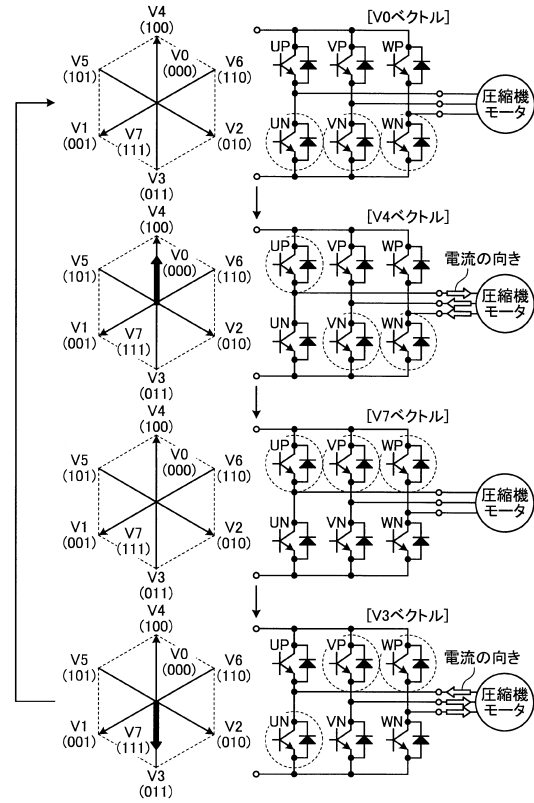 V4
(100)
V5
(101)
V0
(000)
V6
(110)
V1
(001)
V7
(111)
V2
(010)
V3
(011)
[V0ベクトル]
UP
VP
WP
UN
VN
WN
圧縮機
モータ
V4
(100)
V5
(101)
V0
(000)
V6
(110)
V1
(001)
V7
(111)
V2
(010)
V3
(011)
[V4ベクトル]
UP
VP
WP
電流の向き
UN
VN
WN
圧縮機
モータ
V4
(100)
V5
(101)
V0
(000)
V6
(110)
V1
(001)
V7
(111)
V2
(010)
V3
(011)
[V7ベクトル]
UP
VP
WP
UN
VN
WN
圧縮機
モータ
V4
(100)
V5
(101)
V0
(000)
V6
(110)
V1
(001)
V7
(111)
V2
(010)
V3
(011)
[V3ベクトル]
UP
VP
WP
電流の向き
UN
VN
WN
圧縮機
モータ